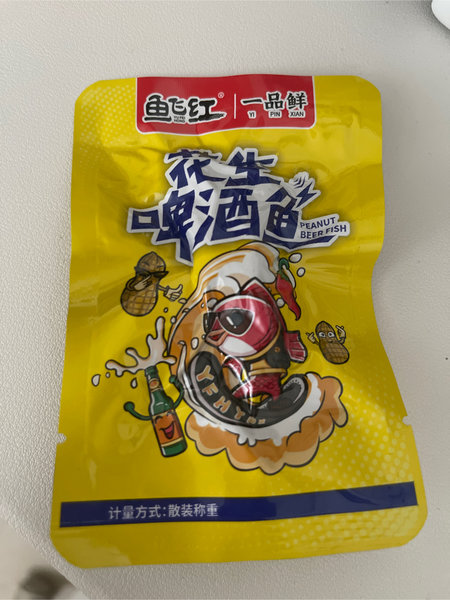 鱼飞红® | 一品鲜
YI PIN XIAN
花生
啤酒鱼
PEANUT
BEER FISH
计量方式:散装称重